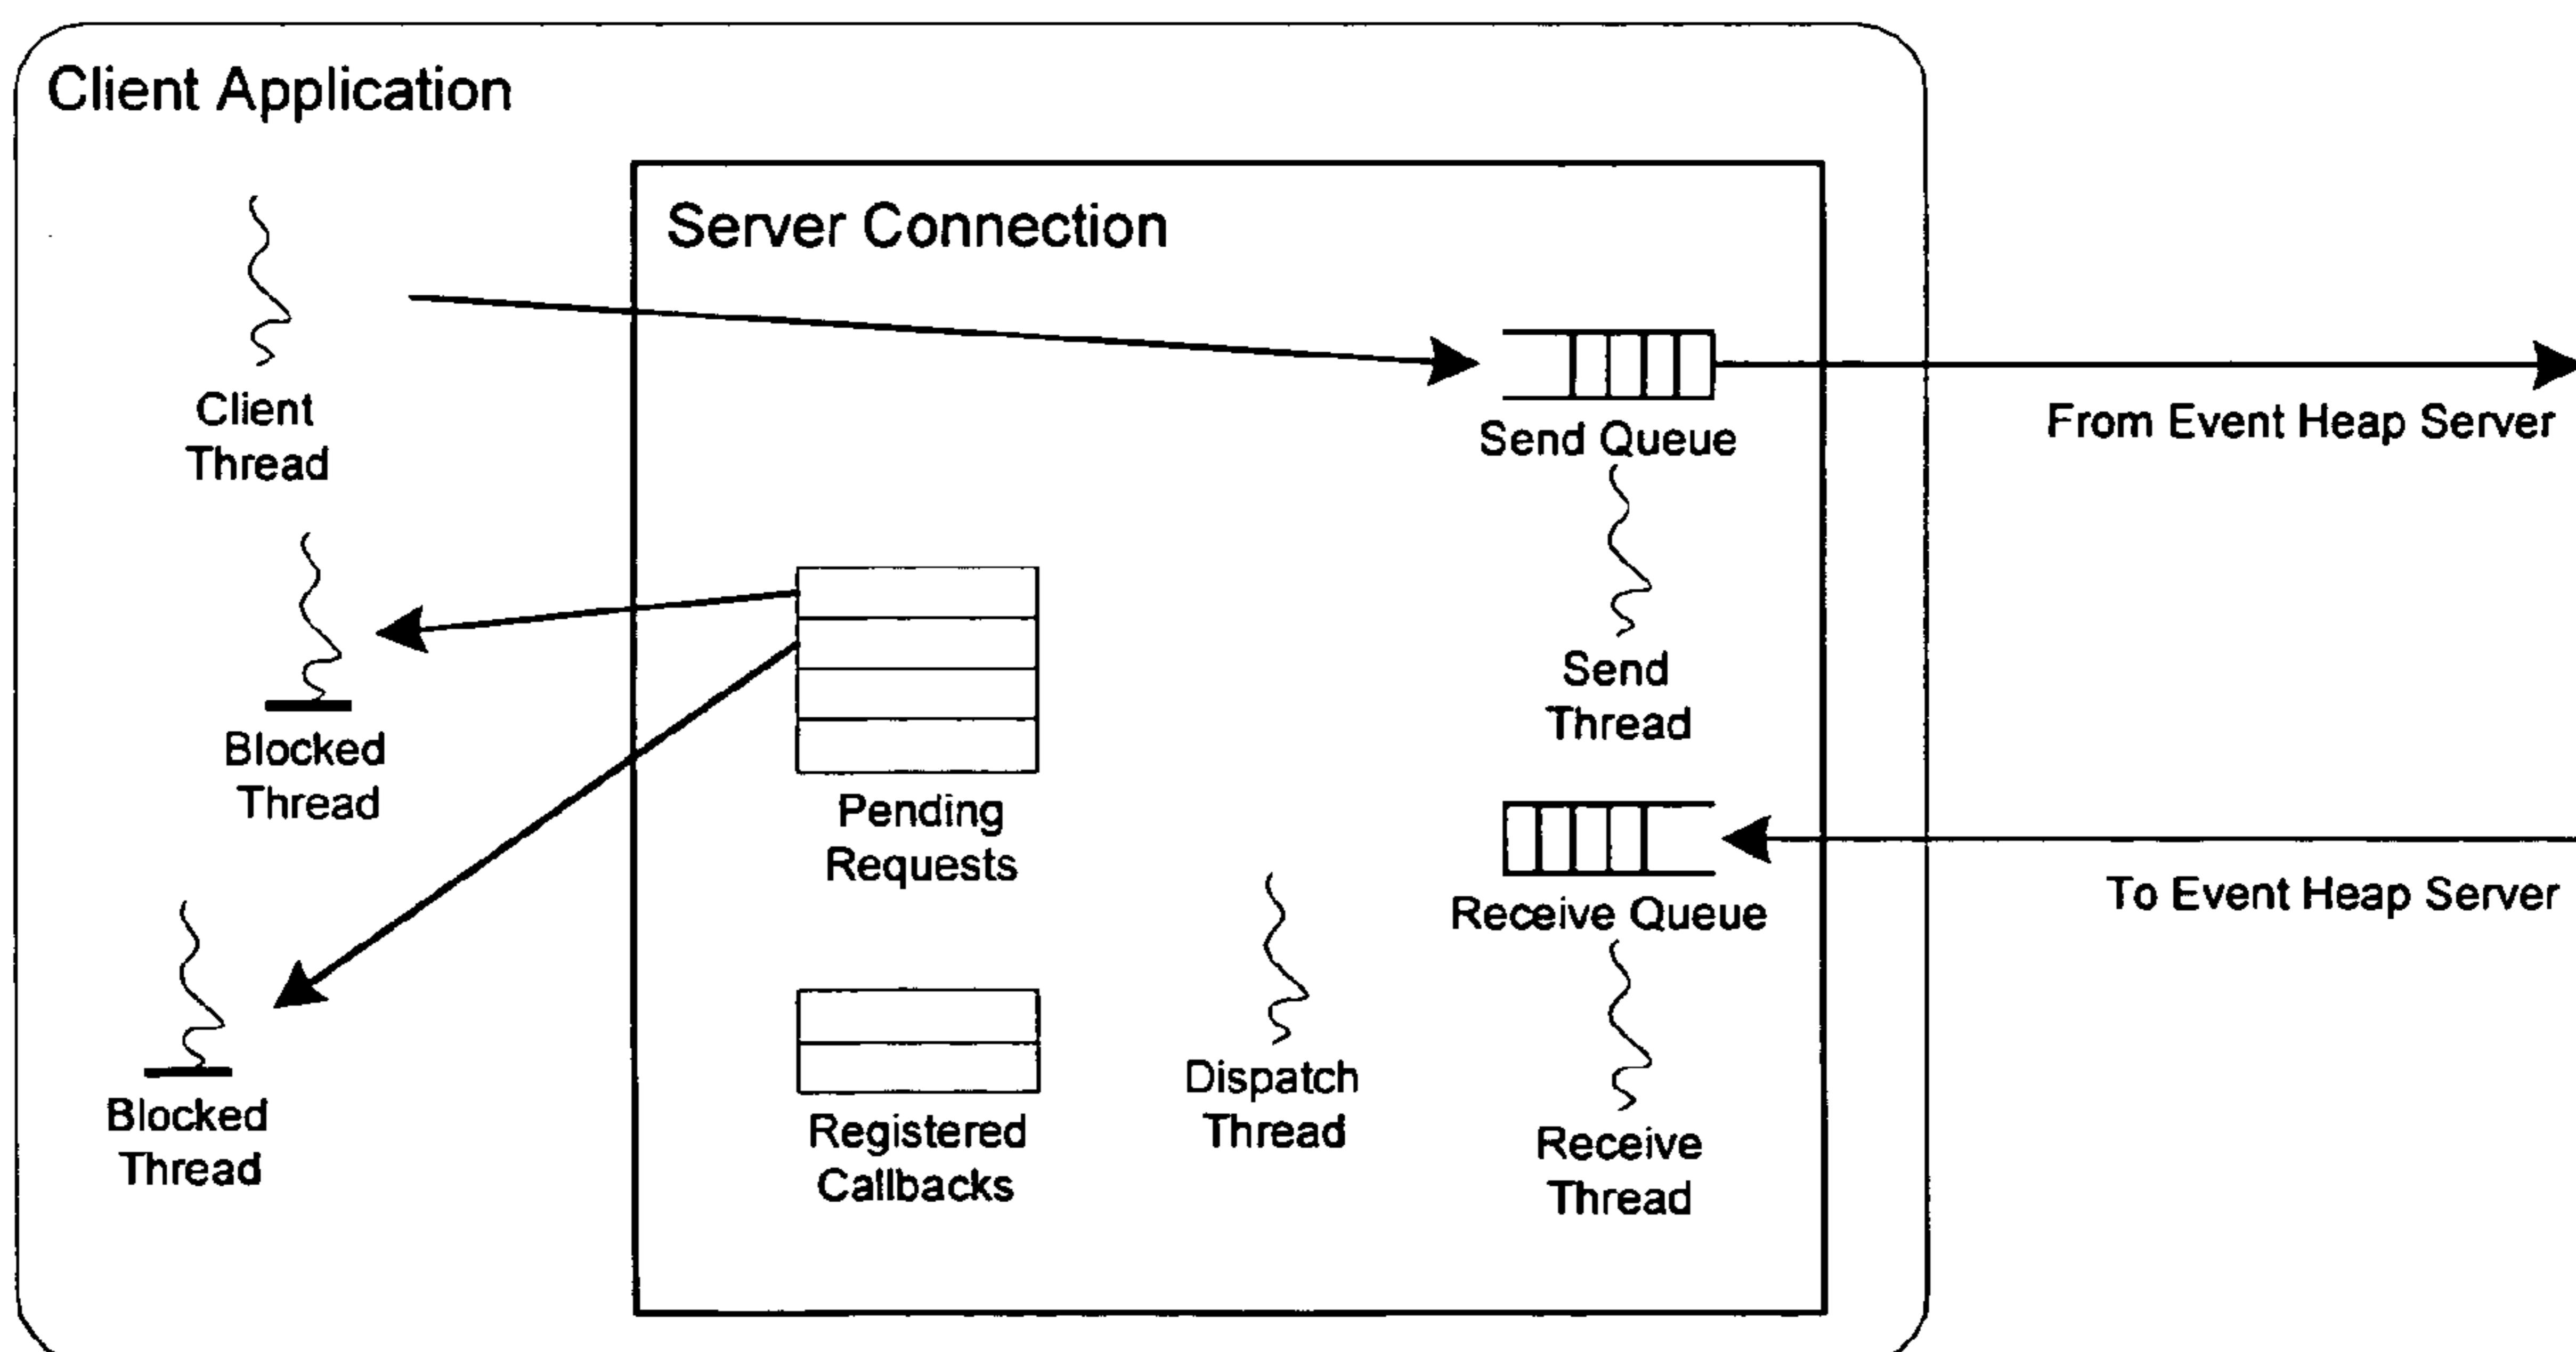 Client Application
Server Connection
Client
Thread
Send Queue
From Event Heap Server
Blocked
Thread
Send
Thread
Pending
Requests
Receive Queue
To Event Heap Server
Blocked
Thread
Registered
Callbacks
Dispatch
Thread
Receive
Thread